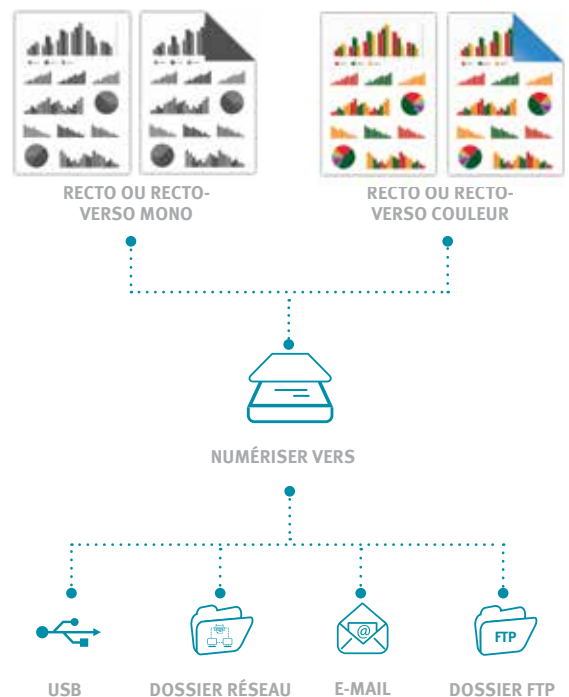 RECTO OU RECTO-
VERSO MONO
RECTO OU RECTO-
VERSO COULEUR
NUMÉRISER VERS
@
FTP
USB
DOSSIER RÉSEAU
E-MAIL
DOSSIER FTP